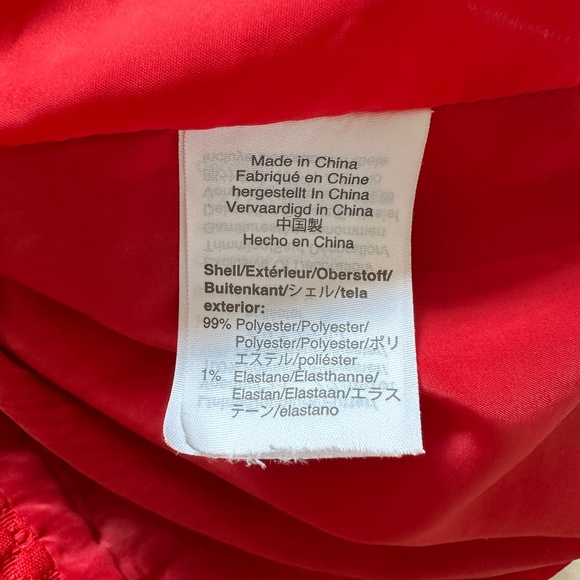 Made in China
Fabriqué en Chine
hergestellt In China
Vervaardigd in China
中国製
Hecho en China
Shell/Extérieur/Oberstoff/
Buitenkant/シェル/tela
exterior:
99% Polyester/Polyester/
Polyester/Polyester/ポリ
エステル/poliéster
1% Elastane/Élasthanne/
Elastan/Elastaan/エラス
テーン/elastano